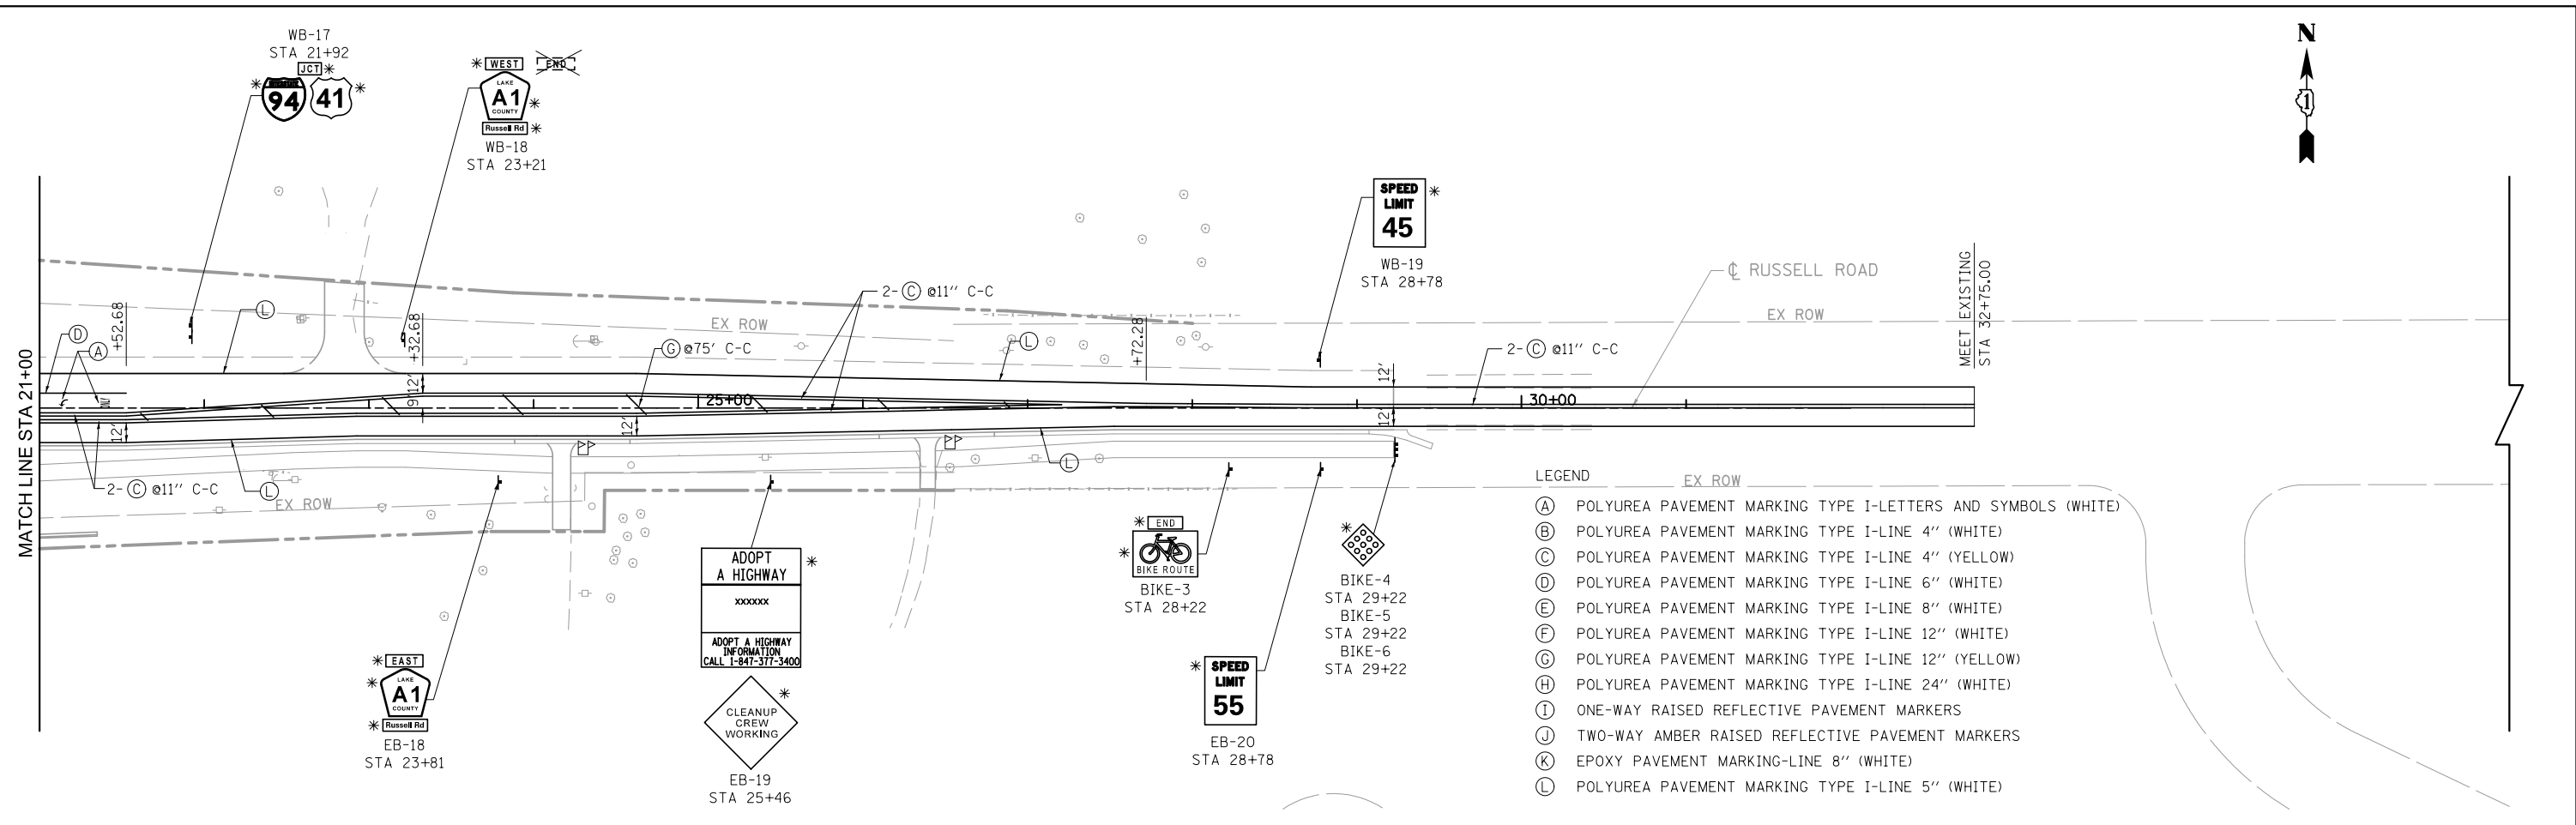 WB-17
STA 21+92
JCT
INTERSTATE
94
41
WEST
END
LAKE
A1
COUNTY
Russell Rd
WB-18
STA 23+21
N
1
SPEED
LIMIT
45
WB-19
STA 28+78
℄ RUSSELL ROAD
EX ROW
MEET EXISTING
STA 32+75.00
2- C @11" C-C
EX ROW
L
D
A
+52.68
+32.68
G @75' C-C
L
+72.28
2- C @11" C-C
MATCH LINE STA 21+00
12'
9'
25+00
30+00
12'
12'
12'
12'
2- C @11" C-C
L
L
EX ROW
EAST
LAKE
A1
COUNTY
Russell Rd
EB-18
STA 23+81
ADOPT
A HIGHWAY
XXXXXX
ADOPT A HIGHWAY
INFORMATION
CALL 1-847-377-3400
CLEANUP
CREW
WORKING
EB-19
STA 25+46
END
BIKE ROUTE
BIKE-3
STA 28+22
SPEED
LIMIT
55
EB-20
STA 28+78
BIKE-4
STA 29+22
BIKE-5
STA 29+22
BIKE-6
STA 29+22
LEGEND
EX ROW
A POLYUREA PAVEMENT MARKING TYPE I-LETTERS AND SYMBOLS (WHITE)
B POLYUREA PAVEMENT MARKING TYPE I-LINE 4" (WHITE)
C POLYUREA PAVEMENT MARKING TYPE I-LINE 4" (YELLOW)
D POLYUREA PAVEMENT MARKING TYPE I-LINE 6" (WHITE)
E POLYUREA PAVEMENT MARKING TYPE I-LINE 8" (WHITE)
F POLYUREA PAVEMENT MARKING TYPE I-LINE 12" (WHITE)
G POLYUREA PAVEMENT MARKING TYPE I-LINE 12" (YELLOW)
H POLYUREA PAVEMENT MARKING TYPE I-LINE 24" (WHITE)
I ONE-WAY RAISED REFLECTIVE PAVEMENT MARKERS
J TWO-WAY AMBER RAISED REFLECTIVE PAVEMENT MARKERS
K EPOXY PAVEMENT MARKING-LINE 8" (WHITE)
L POLYUREA PAVEMENT MARKING TYPE I-LINE 5" (WHITE)